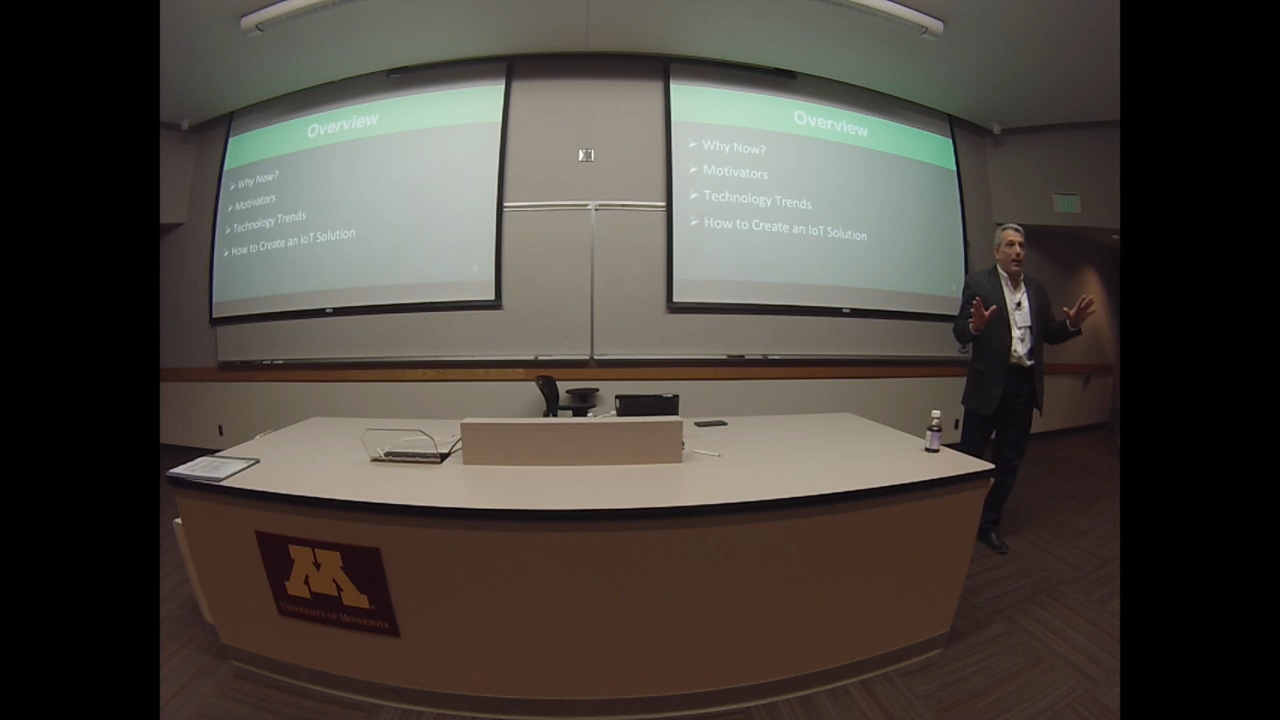 Overview
➢ Why Now?
➢ Motivators
➢ Technology Trends
➢ How to Create an IoT Solution
Overview
➢ Why Now?
➢ Motivators
➢ Technology Trends
➢ How to Create an IoT Solution
M
UNIVERSITY OF MINNESOTA